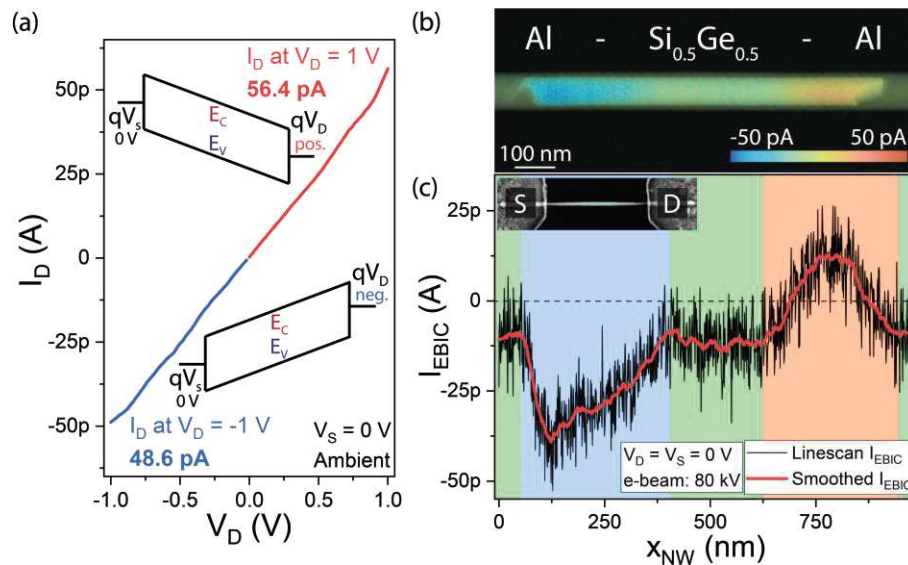 (a)
I_D (A)
50p
25p
0
-25p
-50p
I_D at V_D = 1 V
56.4 pA
qV_s
0 V
E_C
E_V
qV_D
pos.
qV_D
neg.
E_C
E_V
qV_s
0 V
I_D at V_D = -1 V
48.6 pA
V_S = 0 V
Ambient
-1.0 -0.5 0.0 0.5 1.0
V_D (V)
(b)
Al - Si_0.5Ge_0.5 - Al
100 nm
-50 pA 50 pA
(c)
S D
I_EBIC (A)
25p
0
-25p
-50p
V_D = V_S = 0 V
e-beam: 80 kV
Linescan I_EBIC
Smoothed I_EBIC
0 250 500 750
x_NW (nm)